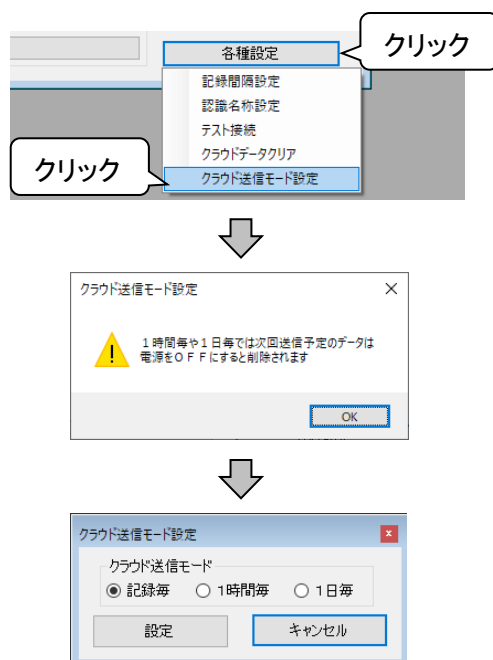 各種設定
クリック
記録間隔設定
認識名称設定
テスト接続
クラウドデータクリア
クリック
クラウド送信モード設定
クラウド送信モード設定
1時間毎や1日毎では次回送信予定のデータは
電源をOFFにすると削除されます
OK
クラウド送信モード設定
クラウド送信モード
記録毎 1時間毎 1日毎
設定 キャンセル